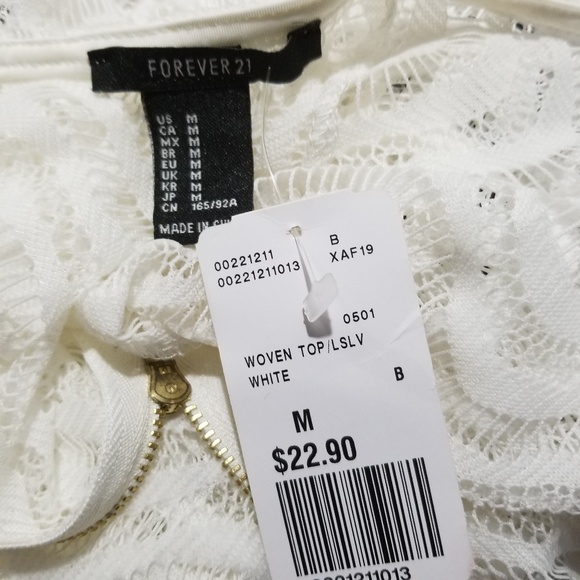 FOREVER 21
US M
CA M
MX M
BR M
EU M
UK M
KR M
JP M
CN 165/92A
MADE IN
00221211 B
00221211013 XAF19
0501
WOVEN TOP/LSLV
WHITE B
M
$22.90
00221211013